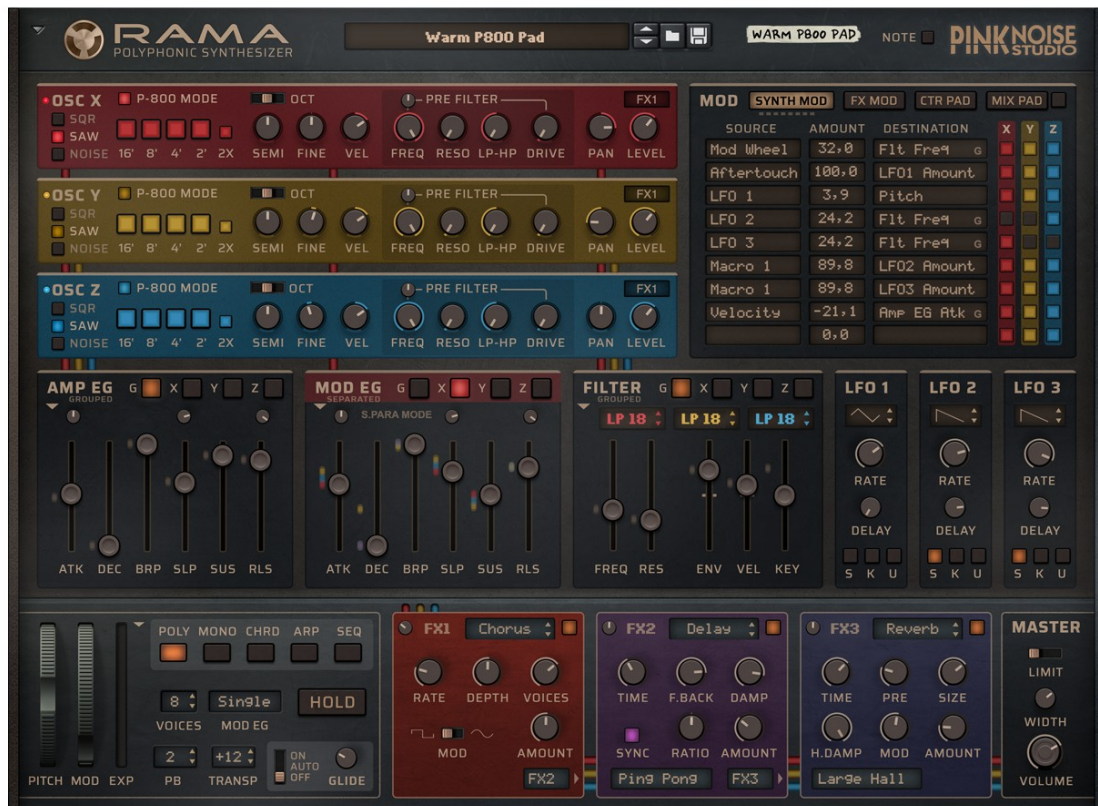 RAMA
POLYPHONIC SYNTHESIZER
Warm P800 Pad
WARM P800 PAD
NOTE
PINKNOISE
STUDIO
OSC X P-800 MODE OCT PRE FILTER FX1
SQR
SAW
NOISE 16' 8' 4' 2' 2X SEMI FINE VEL FREQ RESO LP-HP DRIVE PAN LEVEL
OSC Y P-800 MODE OCT PRE FILTER FX1
SQR
SAW
NOISE 16' 8' 4' 2' 2X SEMI FINE VEL FREQ RESO LP-HP DRIVE PAN LEVEL
OSC Z P-800 MODE OCT PRE FILTER FX1
SQR
SAW
NOISE 16' 8' 4' 2' 2X SEMI FINE VEL FREQ RESO LP-HP DRIVE PAN LEVEL
MOD SYNTH MOD FX MOD CTR PAD MIX PAD
SOURCE AMOUNT DESTINATION X Y Z
Mod Wheel 32,0 Flt Freq G
Aftertouch 100,0 LFO1 Amount
LFO 1 3,9 Pitch
LFO 2 24,2 Flt Freq G
LFO 3 24,2 Flt Freq G
Macro 1 89,8 LFO2 Amount
Macro 1 89,8 LFO3 Amount
Velocity -21,1 Amp EG Atk G
0,0
AMP EG G X Y Z
GROUPED
ATK DEC BRP SLP SUS RLS
MOD EG G X Y Z
SEPARATED
S.PARA MODE
ATK DEC BRP SLP SUS RLS
FILTER G X Y Z
GROUPED
LP 18 LP 18 LP 18
FREQ RES ENV VEL KEY
LFO 1
RATE
DELAY
S K U
LFO 2
RATE
DELAY
S K U
LFO 3
RATE
DELAY
S K U
POLY MONO CHRD ARP SEQ
8 Single HOLD
VOICES MOD EG
2 +12 ON
AUTO
OFF
PITCH MOD EXP PB TRANSP GLIDE
FX1 Chorus
RATE DEPTH VOICES
MOD AMOUNT
FX2
FX2 Delay
TIME F.BACK DAMP
SYNC RATIO AMOUNT
Ping Pong FX3
FX3 Reverb
TIME PRE SIZE
H.DAMP MOD AMOUNT
Large Hall
MASTER
LIMIT
WIDTH
VOLUME